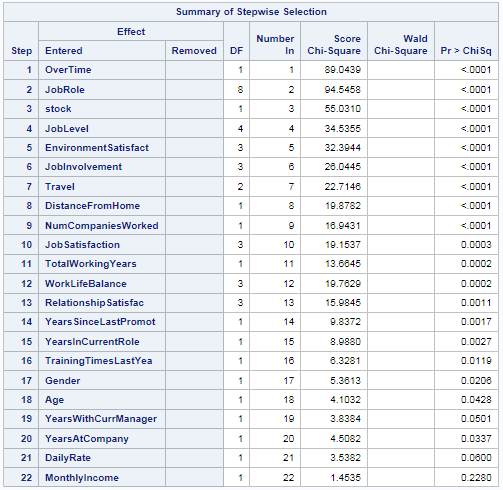 Summary of Stepwise Selection
Effect
Step Entered Removed DF Number In Score Chi-Square Wald Chi-Square Pr > ChiSq
1 OverTime 1 1 89.0439 <.0001
2 JobRole 8 2 94.5458 <.0001
3 stock 1 3 55.0310 <.0001
4 JobLevel 4 4 34.5355 <.0001
5 EnvironmentSatisfact 3 5 32.3944 <.0001
6 JobInvolvement 3 6 26.0445 <.0001
7 Travel 2 7 22.7146 <.0001
8 DistanceFromHome 1 8 19.8782 <.0001
9 NumCompaniesWorked 1 9 16.9431 <.0001
10 JobSatisfaction 3 10 19.1537 0.0003
11 TotalWorkingYears 1 11 13.6645 0.0002
12 WorkLifeBalance 3 12 19.7629 0.0002
13 RelationshipSatisfac 3 13 15.9845 0.0011
14 YearsSinceLastPromot 1 14 9.8372 0.0017
15 YearsInCurrentRole 1 15 8.9880 0.0027
16 TrainingTimesLastYea 1 16 6.3281 0.0119
17 Gender 1 17 5.3613 0.0206
18 Age 1 18 4.1032 0.0428
19 YearsWithCurrManager 1 19 3.8384 0.0501
20 YearsAtCompany 1 20 4.5082 0.0337
21 DailyRate 1 21 3.5382 0.0600
22 MonthlyIncome 1 22 1.4535 0.2280